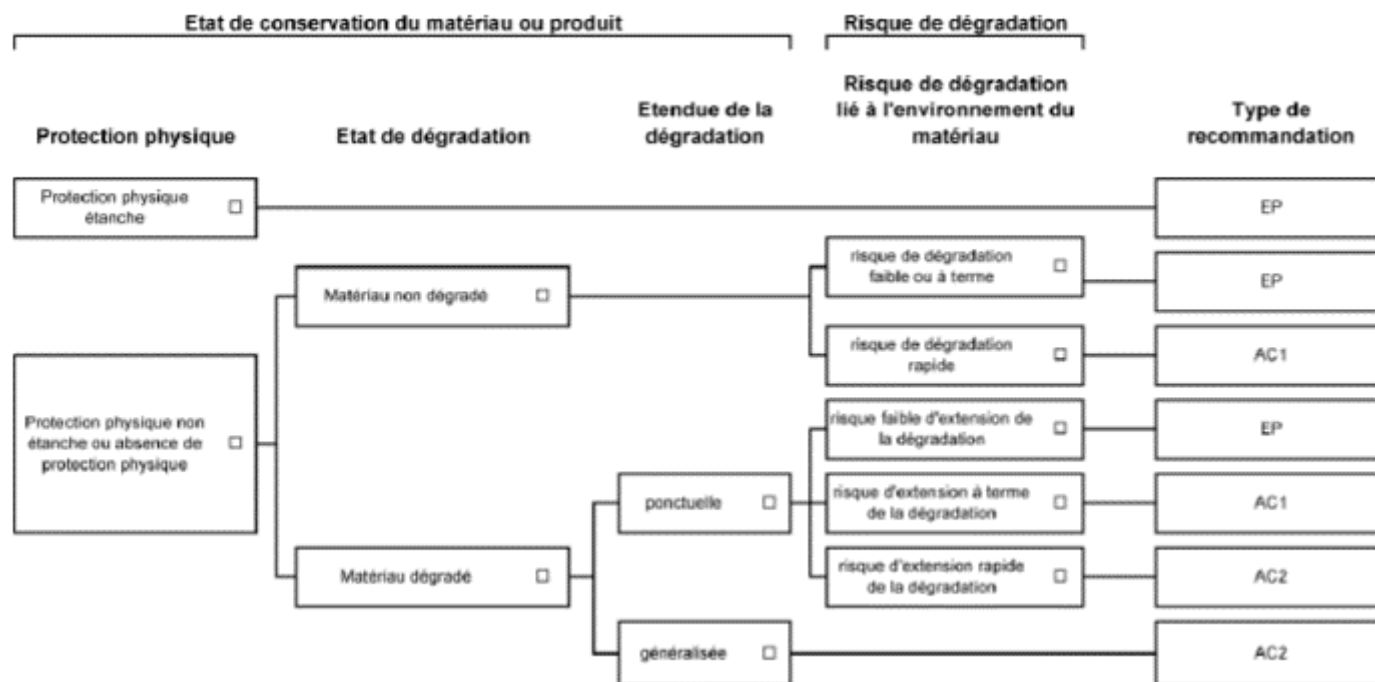 Etat de conservation du matériau ou produit
Risque de dégradation
Protection physique
Etat de dégradation
Etendue de la
dégradation
Risque de dégradation
lié à l'environnement du
matériau
Type de
recommandation
Protection physique
étanche
EP
Matériau non dégradé
risque de dégradation
faible ou à terme
EP
risque de dégradation
rapide
AC1
Protection physique non
étanche ou absence de
protection physique
Matériau dégradé
ponctuelle
risque faible d'extension de
la dégradation
EP
risque d'extension à terme
de la dégradation
AC1
risque d'extension rapide
de la dégradation
AC2
généralisée
AC2